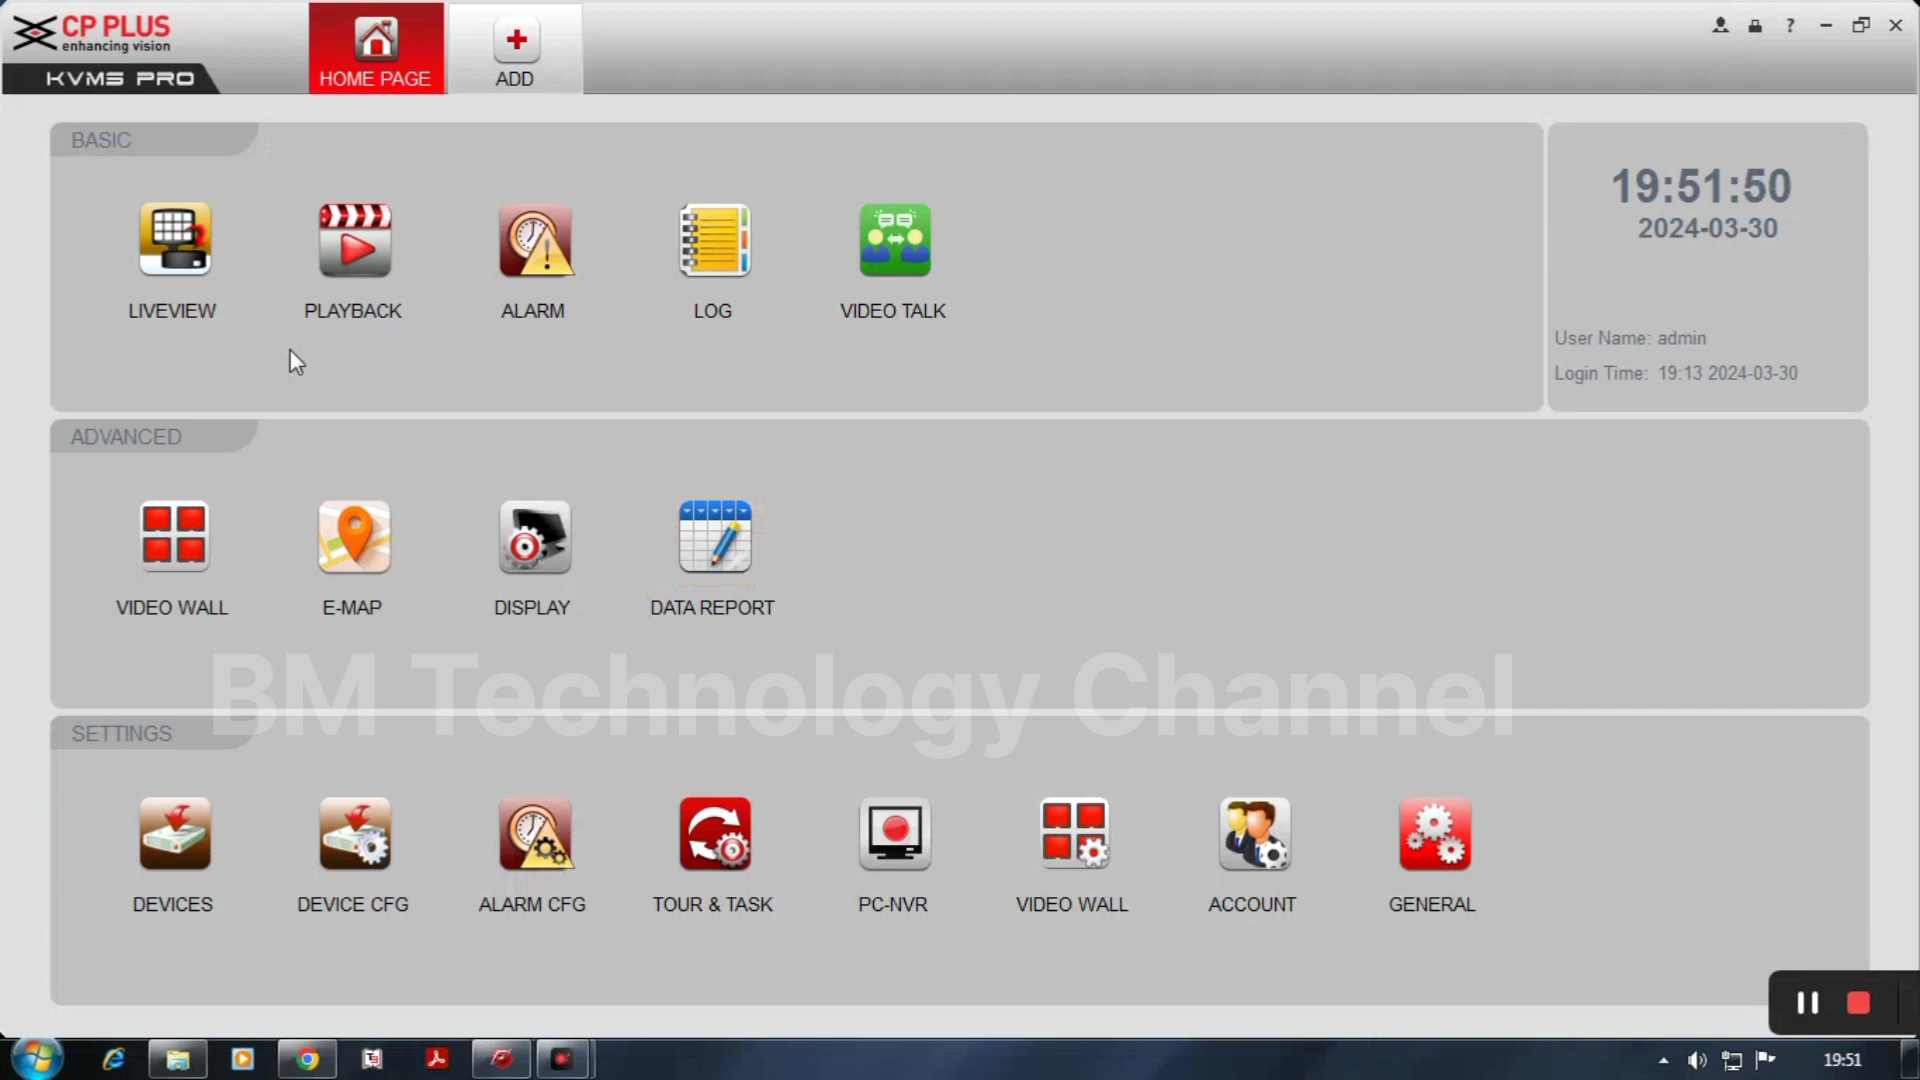 CP PLUS
enhancing vision
KVMS PRO
HOME PAGE
ADD
?
BASIC
LIVEVIEW
PLAYBACK
ALARM
LOG
VIDEO TALK
19:51:50
2024-03-30
User Name: admin
Login Time: 19:13 2024-03-30
ADVANCED
VIDEO WALL
E-MAP
DISPLAY
DATA REPORT
BM Technology Channel
SETTINGS
DEVICES
DEVICE CFG
ALARM CFG
TOUR & TASK
PC-NVR
VIDEO WALL
ACCOUNT
GENERAL
19:51